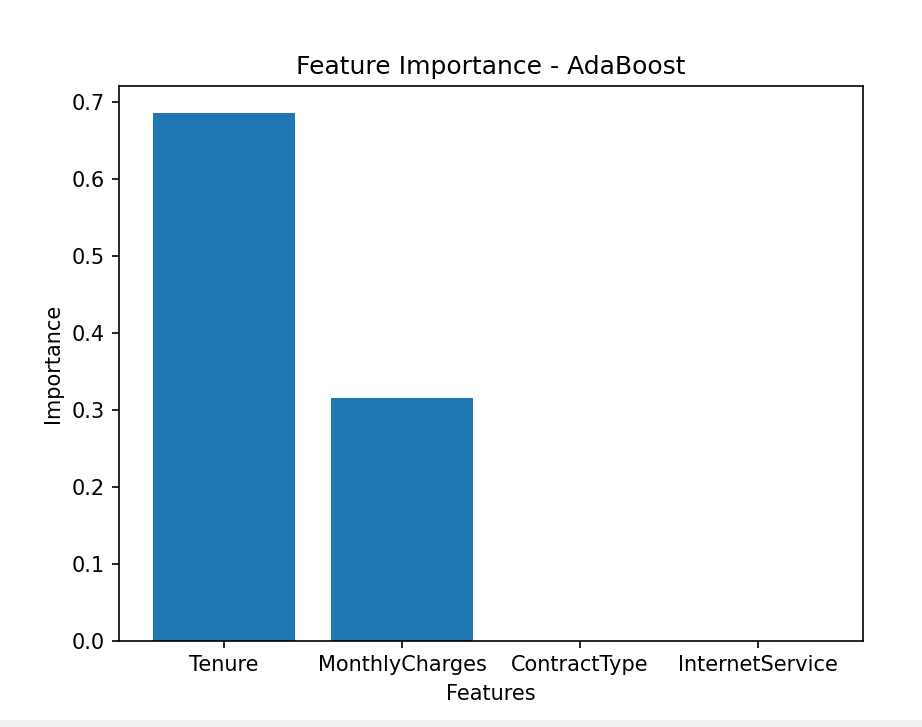 Feature Importance - AdaBoost
0.7
0.6
0.5
0.4
0.3
0.2
0.1
0.0
Importance
Tenure MonthlyCharges ContractType InternetService
Features